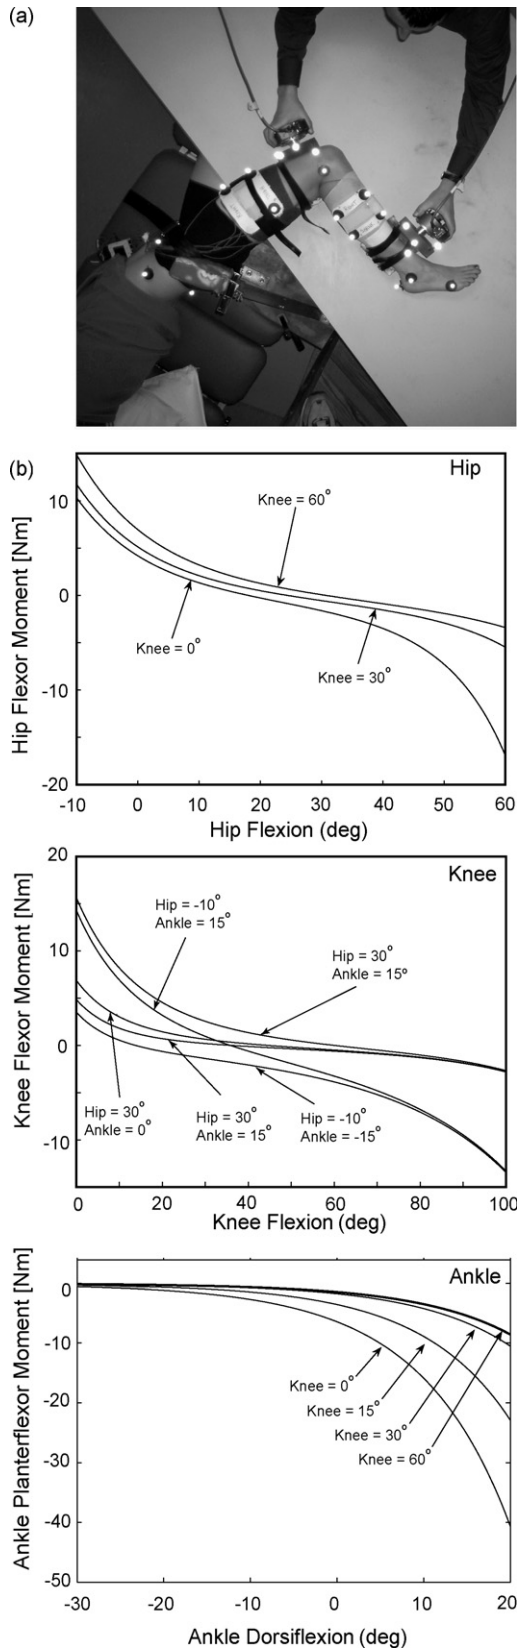 (a)
(b)
Hip
Hip Flexor Moment [Nm]
10
0
-10
-20
Knee = 60°
Knee = 0°
Knee = 30°
-10 0 10 20 30 40 50 60
Hip Flexion (deg)
Knee
Knee Flexor Moment [Nm]
20
10
0
-10
Hip = -10°
Ankle = 15°
Hip = 30°
Ankle = 15º
Hip = 30°
Ankle = 0°
Hip = 30°
Ankle = 15°
Hip = -10°
Ankle = -15°
0 20 40 60 80 100
Knee Flexion (deg)
Ankle
Ankle Planterflexor Moment [Nm]
0
-10
-20
-30
-40
-50
Knee = 0°
Knee = 15°
Knee = 30°
Knee = 60°
-30 -20 -10 0 10 20
Ankle Dorsiflexion (deg)